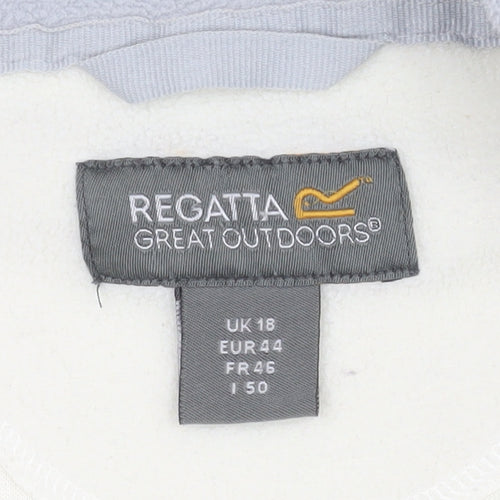 REGATTA
GREAT OUTDOORS®
UK 18
EUR 44
FR 46
I 50